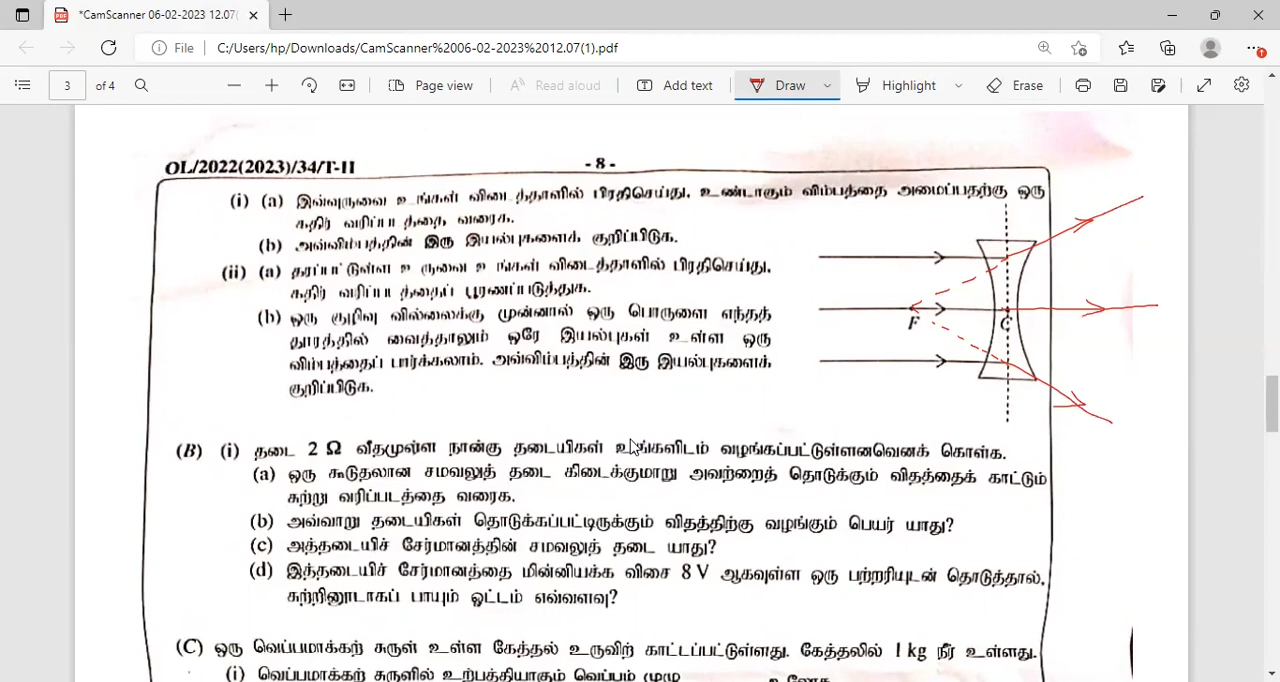 *CamScanner 06-02-2023 12.07(
File C:/Users/hp/Downloads/CamScanner%2006-02-2023%2012.07(1).pdf
3 of 4 Page view Read aloud Add text Draw Highlight Erase
OL/2022(2023)/34/T-II - 8 -
(i) (a) இவ்வுருவை உங்கள் விடைத்தாளில் பிரதிசெய்து, உண்டாகும் விம்பத்தை அமைப்பதற்கு ஒரு
கதிர் வரிப்படத்தை வரைக.
(b) அவ்விம்பத்தின் இரு இயல்புகளைக் குறிப்பிடுக.
(ii) (a) தரப்பட்டுள்ள உருவை உங்கள் விடைத்தாளில் பிரதிசெய்து,
கதிர் வரிப்படத்தைப் பூரணப்படுத்துக.
(b) ஒரு குழிவு வில்லைக்கு முன்னால் ஒரு பொருளை எந்தத்
தூரத்தில் வைத்தாலும் ஒரே இயல்புகள் உள்ள ஒரு
விம்பத்தைப் பார்க்கலாம். அவ்விம்பத்தின் இரு இயல்புகளைக்
குறிப்பிடுக.
F C
(B) (i) தடை 2 Ω வீதமுள்ள நான்கு தடையிகள் உங்களிடம் வழங்கப்பட்டுள்ளனவெனக் கொள்க.
(a) ஒரு கூடுதலான சமவலுத் தடை கிடைக்குமாறு அவற்றைத் தொடுக்கும் விதத்தைக் காட்டும்
சுற்று வரிப்படத்தை வரைக.
(b) அவ்வாறு தடையிகள் தொடுக்கப்பட்டிருக்கும் விதத்திற்கு வழங்கும் பெயர் யாது?
(c) அத்தடையிச் சேர்மானத்தின் சமவலுத் தடை யாது?
(d) இத்தடையிச் சேர்மானத்தை மின்னியக்க விசை 8 V ஆகவுள்ள ஒரு பற்றரியுடன் தொடுத்தால்,
சுற்றினூடாகப் பாயும் ஓட்டம் எவ்வளவு?
(C) ஒரு வெப்பமாக்கற் சுருள் உள்ள கேத்தல் உருவிற் காட்டப்பட்டுள்ளது. கேத்தலில் 1 kg நீர் உள்ளது.
(i) வெப்பமாக்கற் சுருளில் உற்பத்தியாகும் வெப்பம் முழு